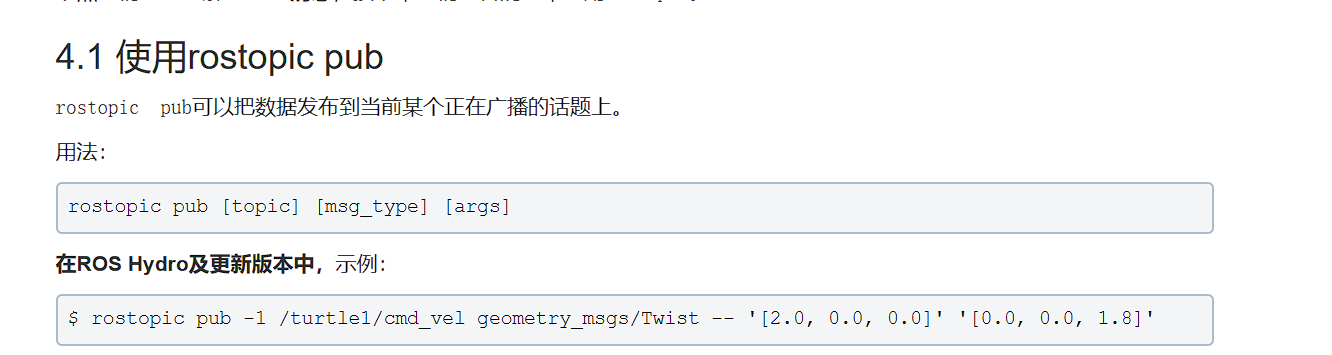 4.1 使用rostopic pub
rostopic pub可以把数据发布到当前某个正在广播的话题上。
用法：
rostopic pub [topic] [msg_type] [args]
在ROS Hydro及更新版本中，示例：
$ rostopic pub -1 /turtle1/cmd_vel geometry_msgs/Twist -- '[2.0, 0.0, 0.0]' '[0.0, 0.0, 1.8]'